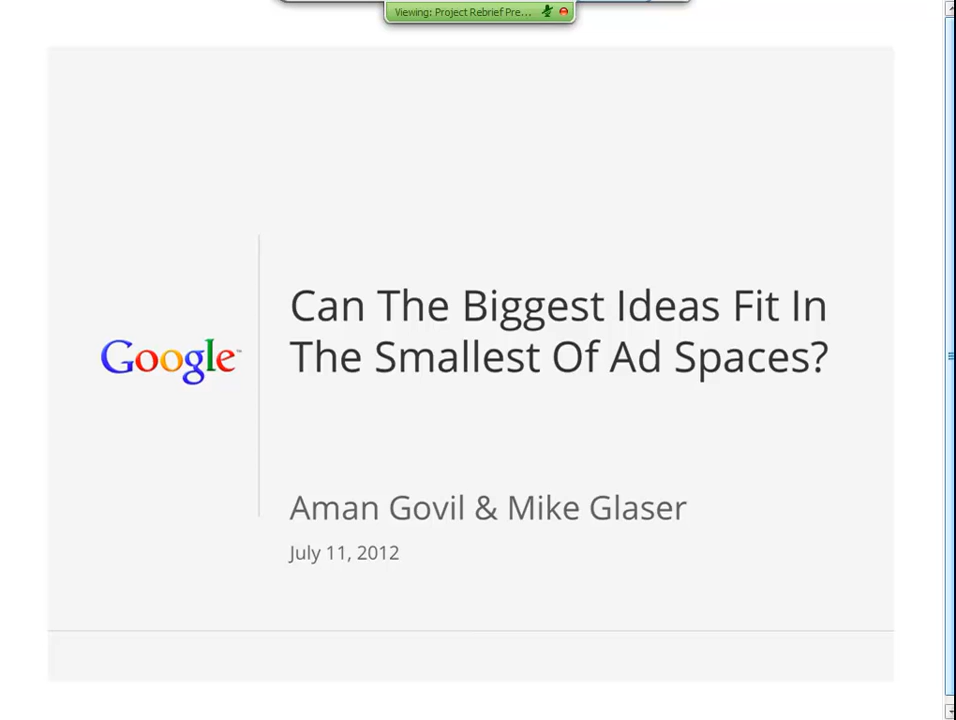 Viewing: Project Rebrief Pre...
Can The Biggest Ideas Fit In
The Smallest Of Ad Spaces?
Google™
Aman Govil & Mike Glaser
July 11, 2012